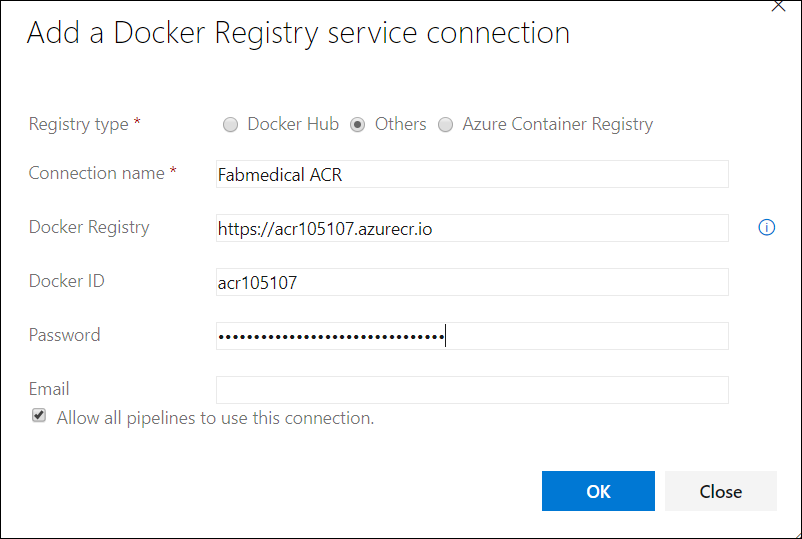 Add a Docker Registry service connection
Registry type * Docker Hub Others Azure Container Registry
Connection name * Fabmedical ACR
Docker Registry https://acr105107.azurecr.io
Docker ID acr105107
Password ••••••••••••••••••••••••••••••••
Email
Allow all pipelines to use this connection.
OK Close